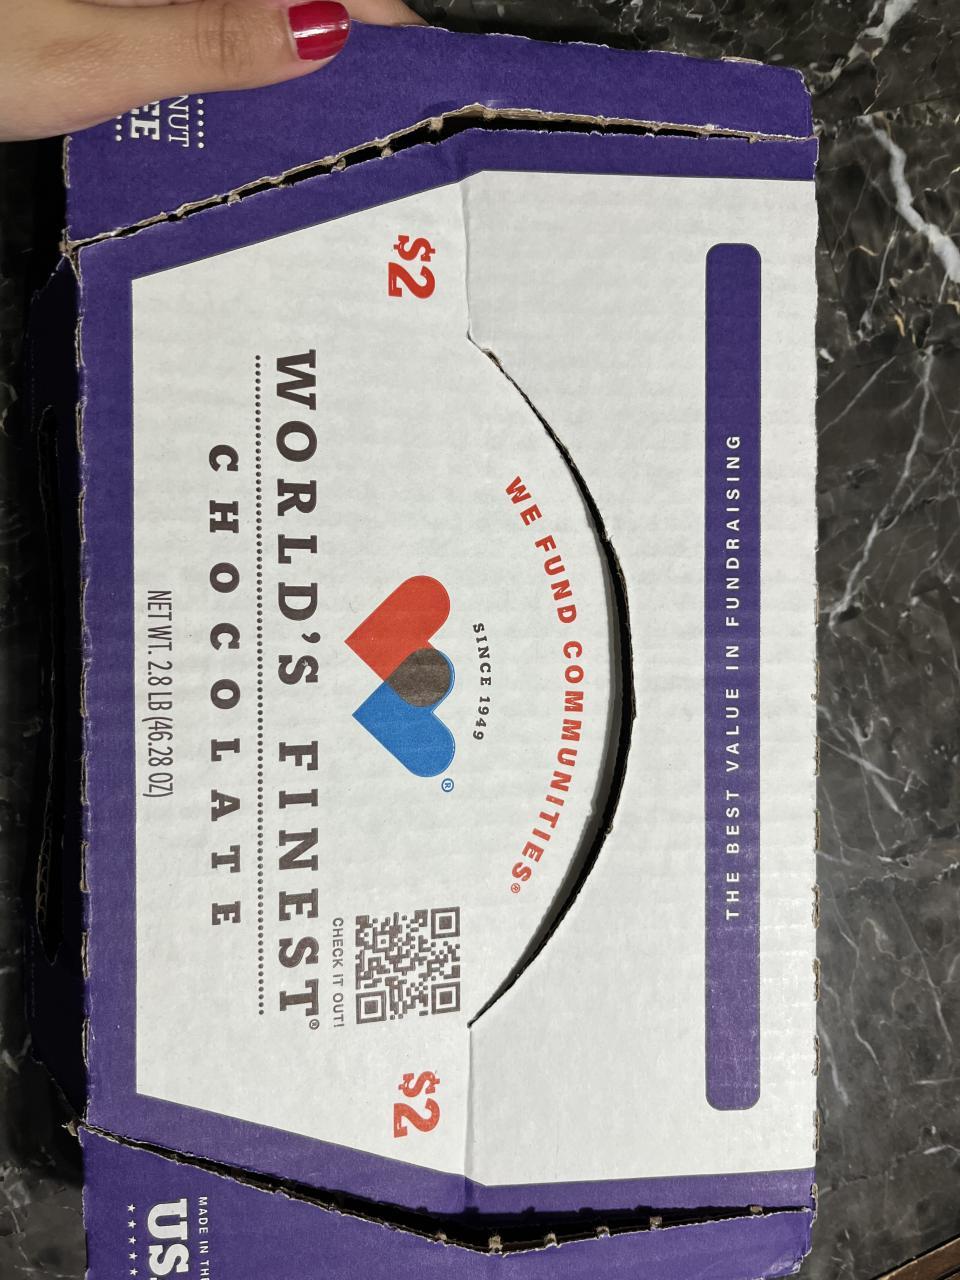 THE BEST VALUE IN FUNDRAISING
WE FUND COMMUNITIES®
SINCE 1949
®
$2
$2
WORLD'S FINEST®
CHOCOLATE
CHECK IT OUT!
NET WT. 2.8 LB (46.28 OZ)
MADE IN THE